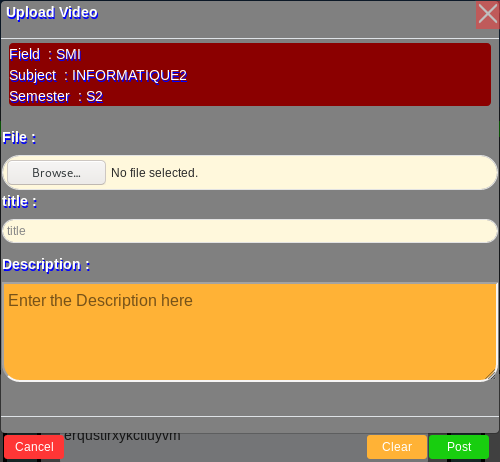 Upload Video
Field : SMI
Subject : INFORMATIQUE2
Semester : S2
File :
Browse... No file selected.
title :
title
Description :
Enter the Description here
Cancel Clear Post